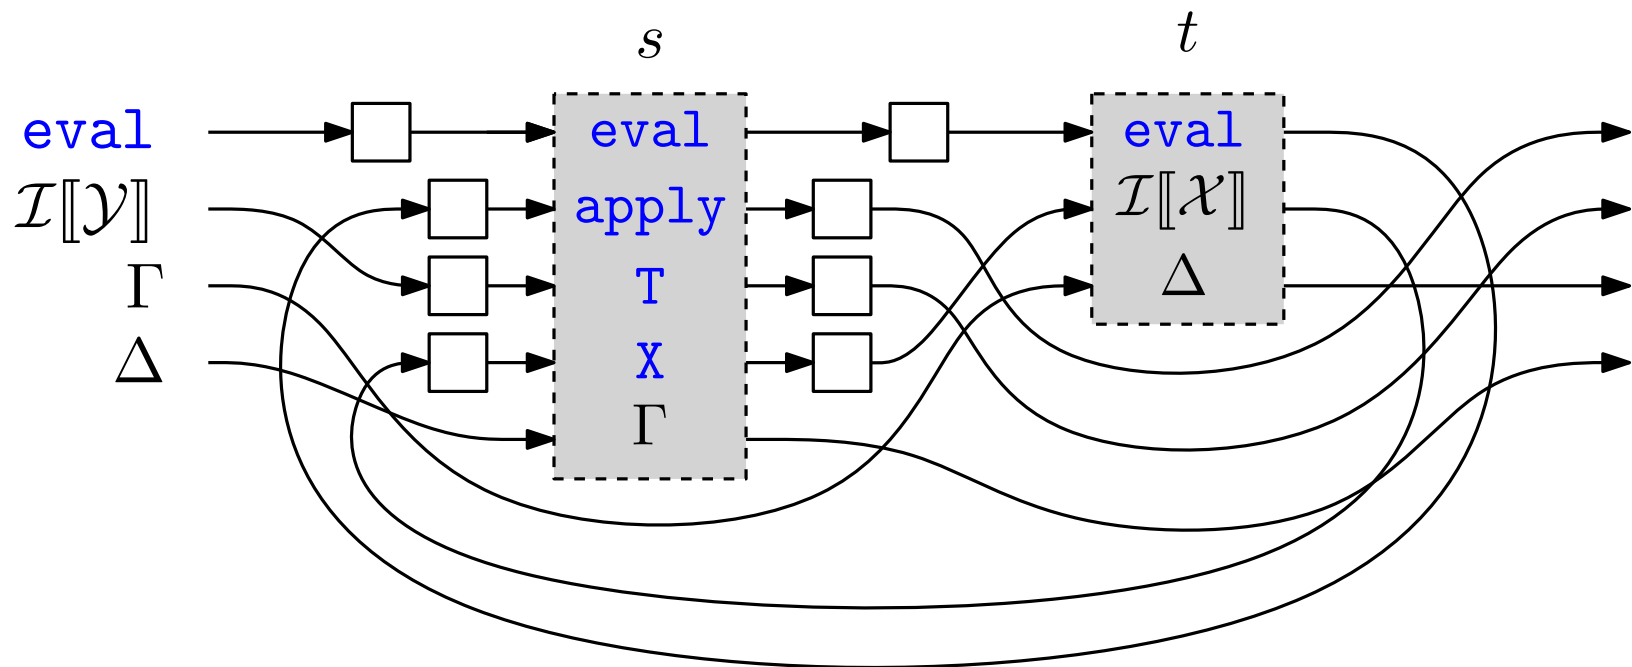 s t
eval eval eval
ℐ⟦𝒴⟧ apply ℐ⟦𝒳⟧
Γ T Δ
Δ X
Γ